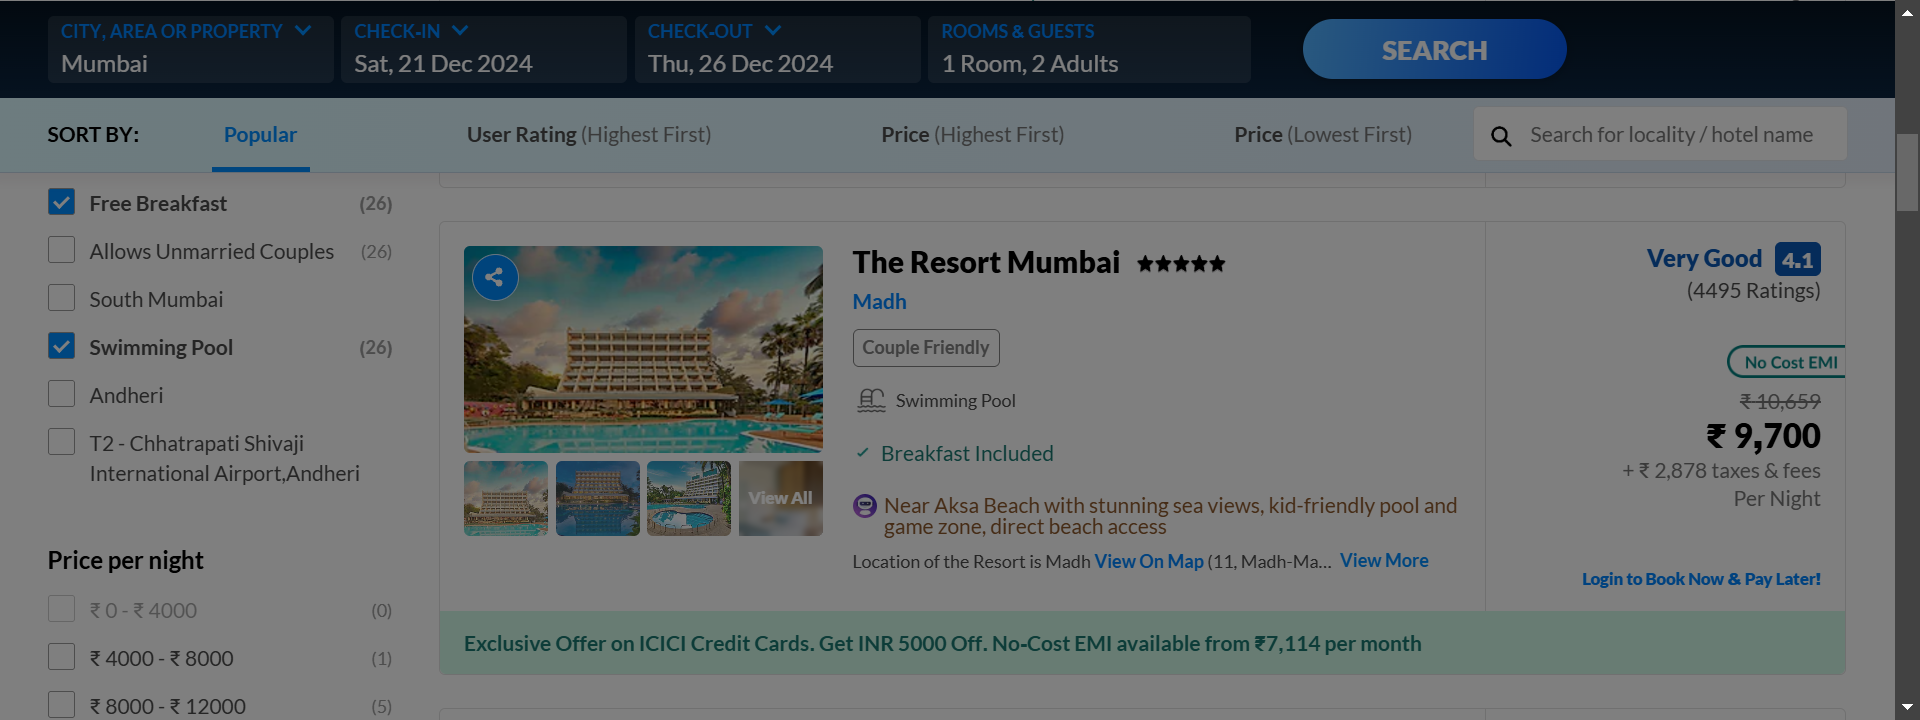 CITY, AREA OR PROPERTY
Mumbai
CHECK-IN
Sat, 21 Dec 2024
CHECK-OUT
Thu, 26 Dec 2024
ROOMS & GUESTS
1 Room, 2 Adults
SEARCH
SORT BY:
Popular
User Rating (Highest First)
Price (Highest First)
Price (Lowest First)
Search for locality / hotel name
Free Breakfast (26)
Allows Unmarried Couples (26)
South Mumbai
Swimming Pool (26)
Andheri
T2 - Chhatrapati Shivaji
International Airport,Andheri
Price per night
₹ 0 - ₹ 4000 (0)
₹ 4000 - ₹ 8000 (1)
₹ 8000 - ₹ 12000 (5)
View All
The Resort Mumbai
Madh
Couple Friendly
Swimming Pool
Breakfast Included
Near Aksa Beach with stunning sea views, kid-friendly pool and
game zone, direct beach access
Location of the Resort is Madh View On Map (11, Madh-Ma... View More
Very Good 4.1
(4495 Ratings)
No Cost EMI
₹ 10,659
₹ 9,700
+ ₹ 2,878 taxes & fees
Per Night
Login to Book Now & Pay Later!
Exclusive Offer on ICICI Credit Cards. Get INR 5000 Off. No-Cost EMI available from ₹7,114 per month